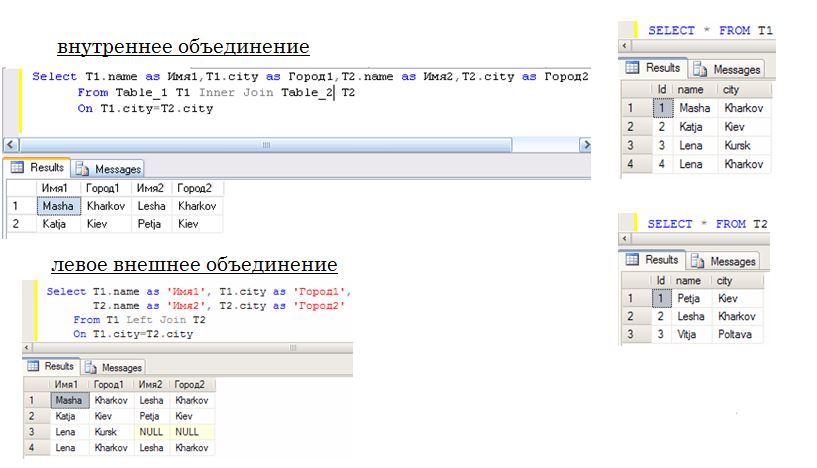 внутреннее объединение
Select T1.name as Имя1,T1.city as Город1,T2.name as Имя2,T2.city as Город2
From Table_1 T1 Inner Join Table_2 T2
On T1.city=T2.city
Results Messages
Имя1 Город1 Имя2 Город2
1 Masha Kharkov Lesha Kharkov
2 Katja Kiev Petja Kiev
левое внешнее объединение
Select T1.name as 'Имя1', T1.city as 'Город1',
T2.name as 'Имя2', T2.city as 'Город2'
From T1 Left Join T2
On T1.city=T2.city
Results Messages
Имя1 Город1 Имя2 Город2
1 Masha Kharkov Lesha Kharkov
2 Katja Kiev Petja Kiev
3 Lena Kursk NULL NULL
4 Lena Kharkov Lesha Kharkov
SELECT * FROM T1
Results Messages
Id name city
1 1 Masha Kharkov
2 2 Katja Kiev
3 3 Lena Kursk
4 4 Lena Kharkov
SELECT * FROM T2
Results Messages
Id name city
1 1 Petja Kiev
2 2 Lesha Kharkov
3 3 Vitja Poltava